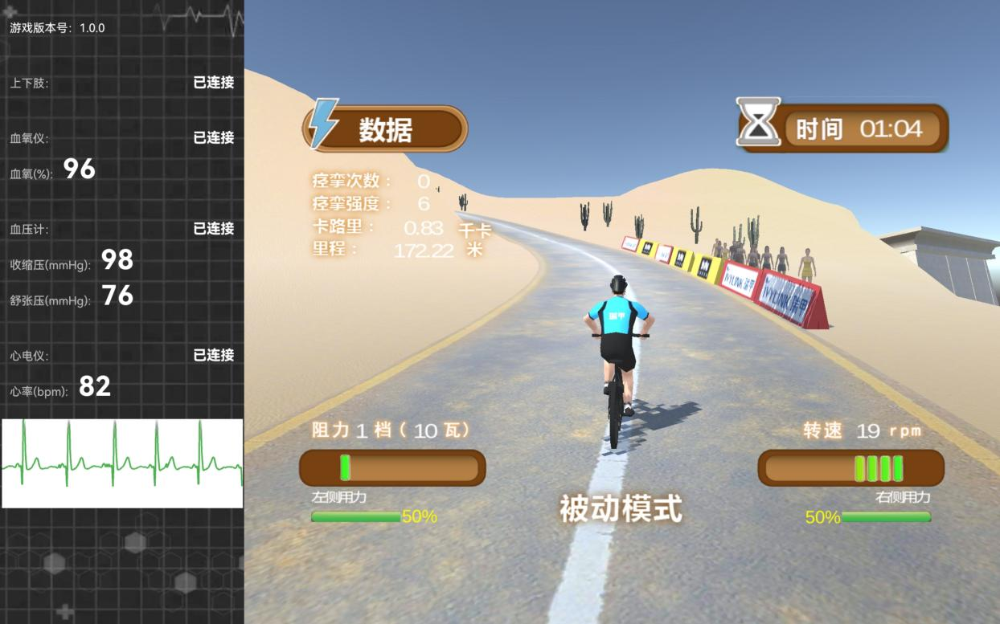 游戏版本号： 1.0.0
上下肢： 已连接
血氧仪： 已连接
血氧(%): 96
血压计： 已连接
收缩压(mmHg): 98
舒张压(mmHg): 76
心电仪： 已连接
心率(bpm): 82
数据
时间 01:04
痉挛次数： 0
痉挛强度： 6
卡路里： 0.83 千卡
里程： 172.22 米
IVYLINK
IVYLINK
阻力 1 档（ 10 瓦）
转速 19 rpm
左侧用力
50%
右侧用力
50%
被动模式